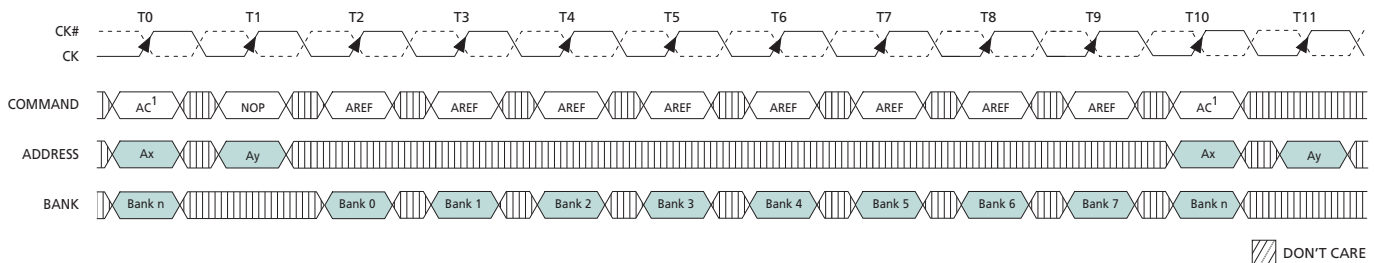 T0 T1 T2 T3 T4 T5 T6 T7 T8 T9 T10 T11
CK#
CK
COMMAND AC1 NOP AREF AREF AREF AREF AREF AREF AREF AREF AC1
ADDRESS Ax Ay Ax Ay
BANK Bank n Bank 0 Bank 1 Bank 2 Bank 3 Bank 4 Bank 5 Bank 6 Bank 7 Bank n
DON'T CARE